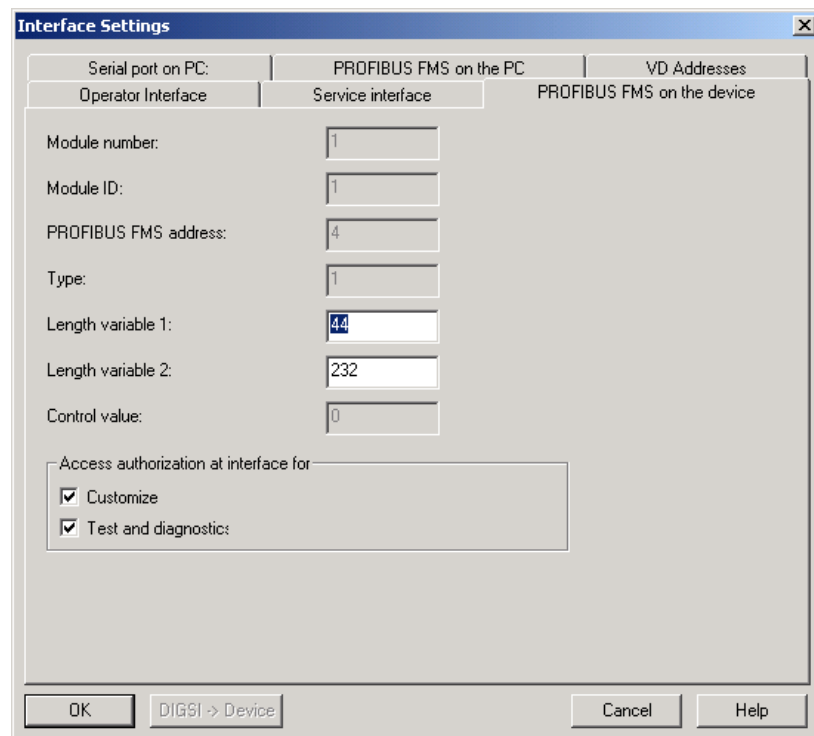 Interface Settings
Serial port on PC: PROFIBUS FMS on the PC VD Addresses
Operator Interface Service interface PROFIBUS FMS on the device
Module number: 1
Module ID: 1
PROFIBUS FMS address: 4
Type: 1
Length variable 1: 44
Length variable 2: 232
Control value: 0
Access authorization at interface for
Customize
Test and diagnostics
OK DIGSI -> Device Cancel Help